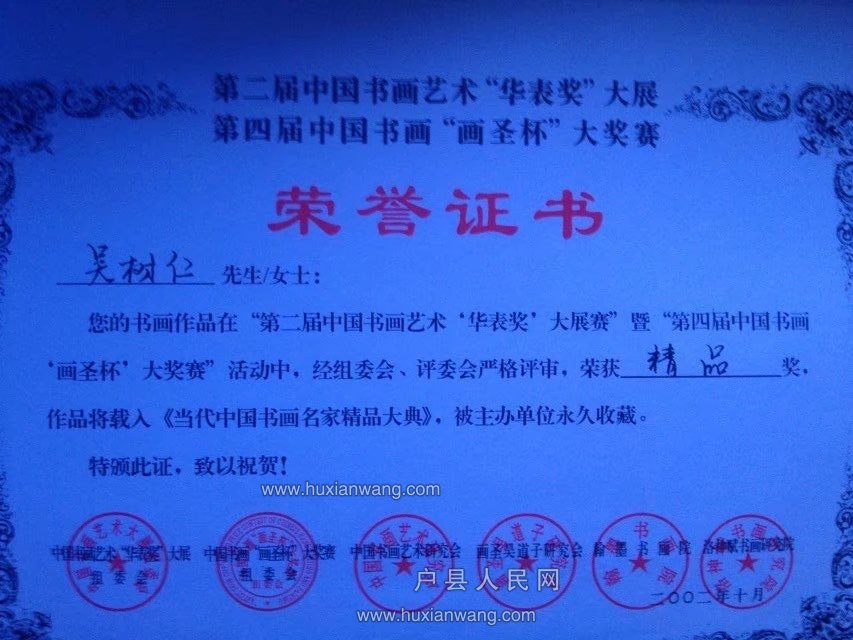 第二届中国书画艺术“华表奖”大展
第四届中国书画“画圣杯”大奖赛
荣誉证书
吴树仁 先生/女士：
您的书画作品在“第二届中国书画艺术‘华表奖’大展赛”暨“第四届中国书画
‘画圣杯’大奖赛”活动中，经组委会、评委会严格评审，荣获 精品 奖，
作品将载入《当代中国书画名家精品大典》，被主办单位永久收藏。
特颁此证，致以祝贺！
www.huxianwang.com
中国书画艺术“华表奖”大展 中国书画“画圣杯”大奖赛 中国书画艺术研究会 画圣吴道子研究会 翰墨书画院 洛神赋书画研究院
组委会 组委会
户县人民网
二〇〇二年十月
www.huxianwang.com